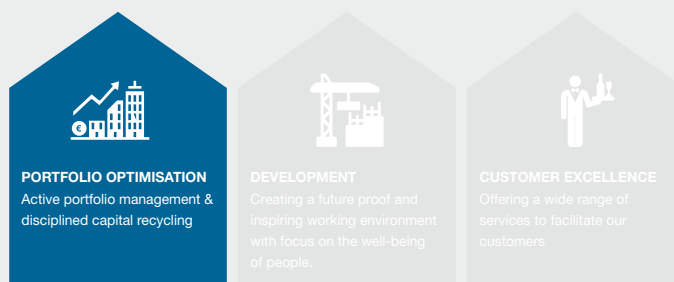 €
PORTFOLIO OPTIMISATION
Active portfolio management &
disciplined capital recycling
DEVELOPMENT
Creating a future proof and
inspiring working environment
with focus on the well-being
of people.
CUSTOMER EXCELLENCE
Offering a wide range of
services to facilitate our
customers